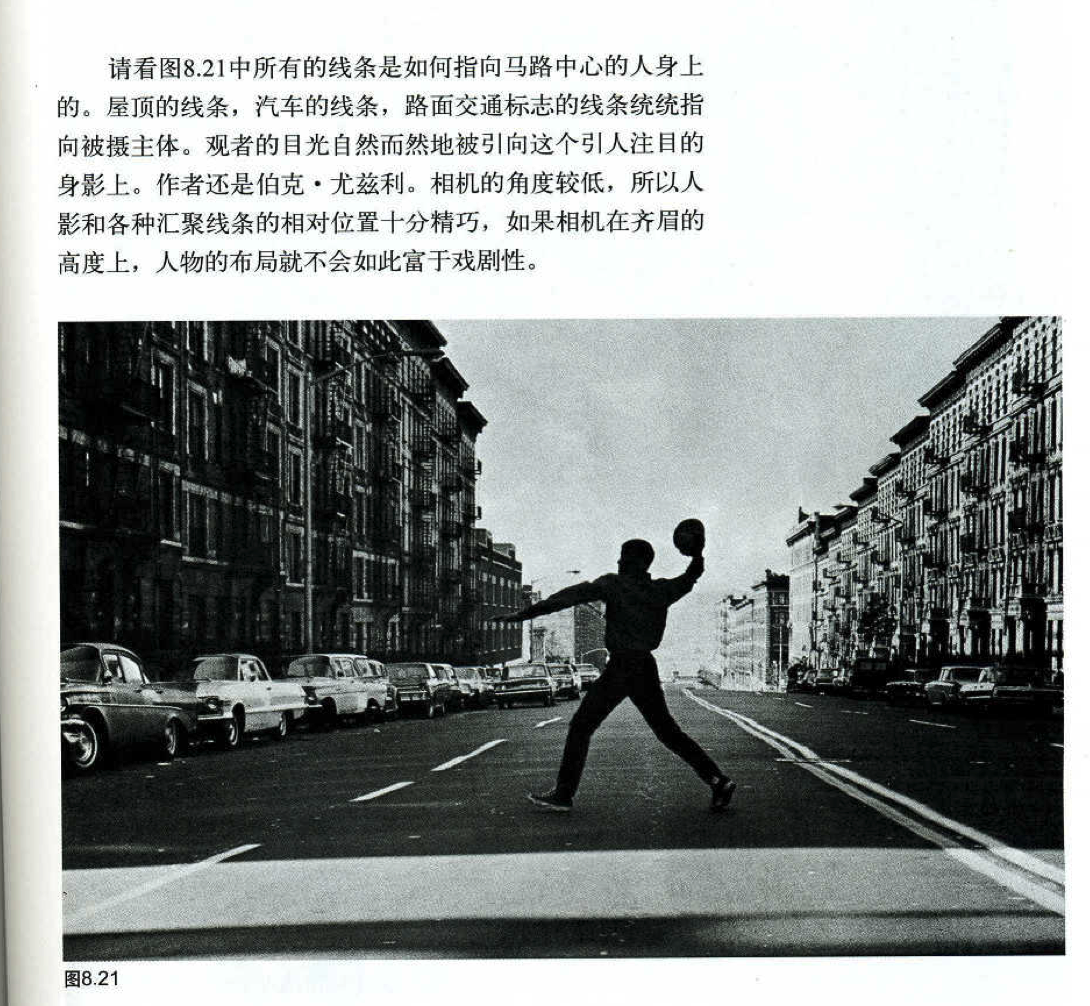 请看图8.21中所有的线条是如何指向马路中心的人身上
的。屋顶的线条，汽车的线条，路面交通标志的线条统统指
向被摄主体。观者的目光自然而然地被引向这个引人注目的
身影上。作者还是伯克·尤兹利。相机的角度较低，所以人
影和各种汇聚线条的相对位置十分精巧，如果相机在齐眉的
高度上，人物的布局就不会如此富于戏剧性。
图8.21